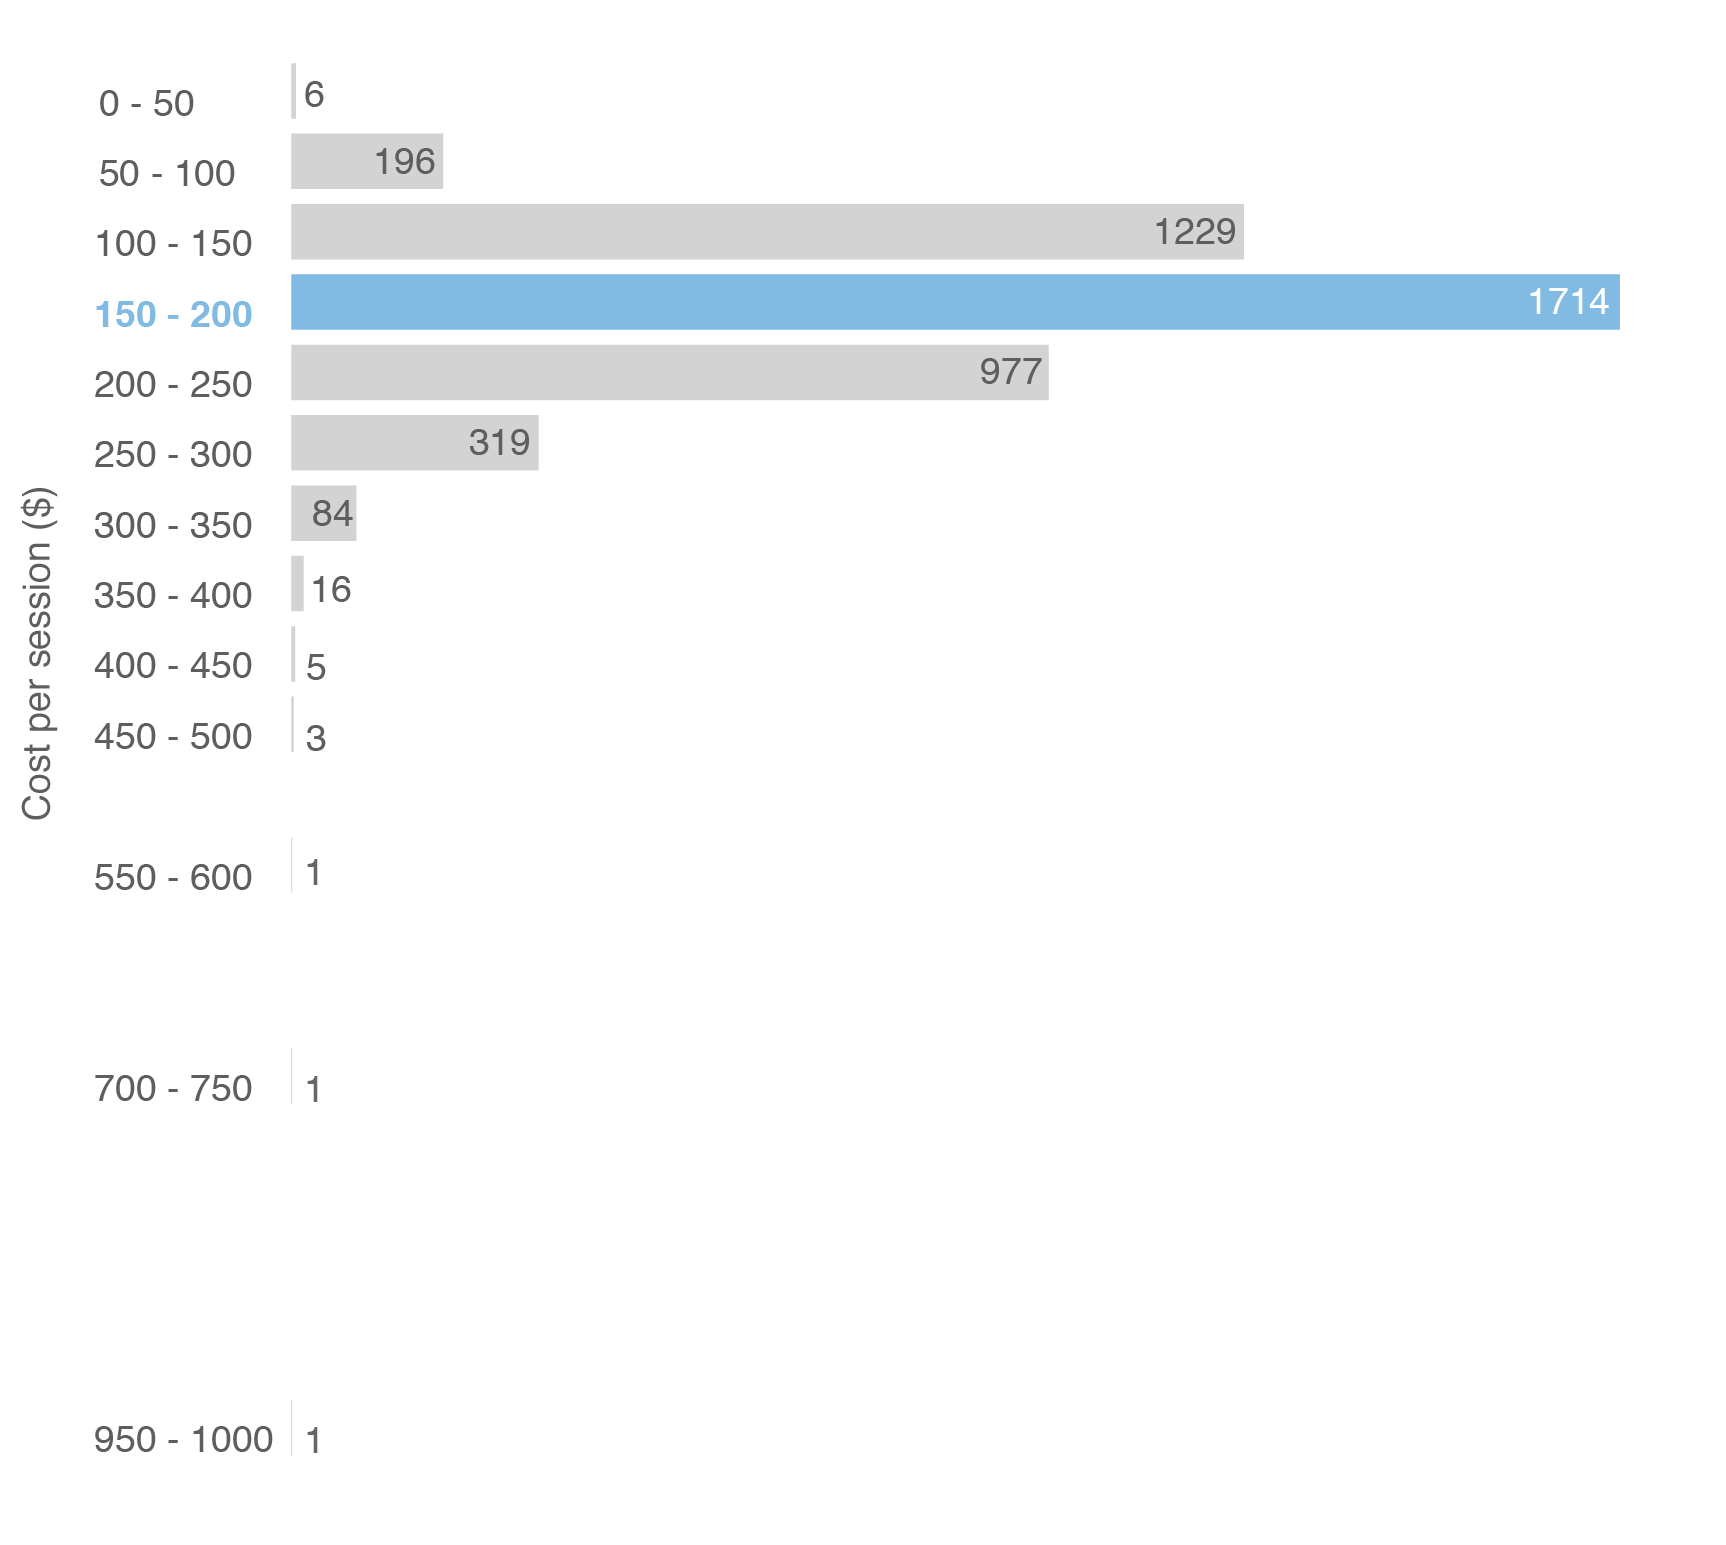 Cost per session ($)
0 - 50 6
50 - 100 196
100 - 150 1229
150 - 200 1714
200 - 250 977
250 - 300 319
300 - 350 84
350 - 400 16
400 - 450 5
450 - 500 3
550 - 600 1
700 - 750 1
950 - 1000 1